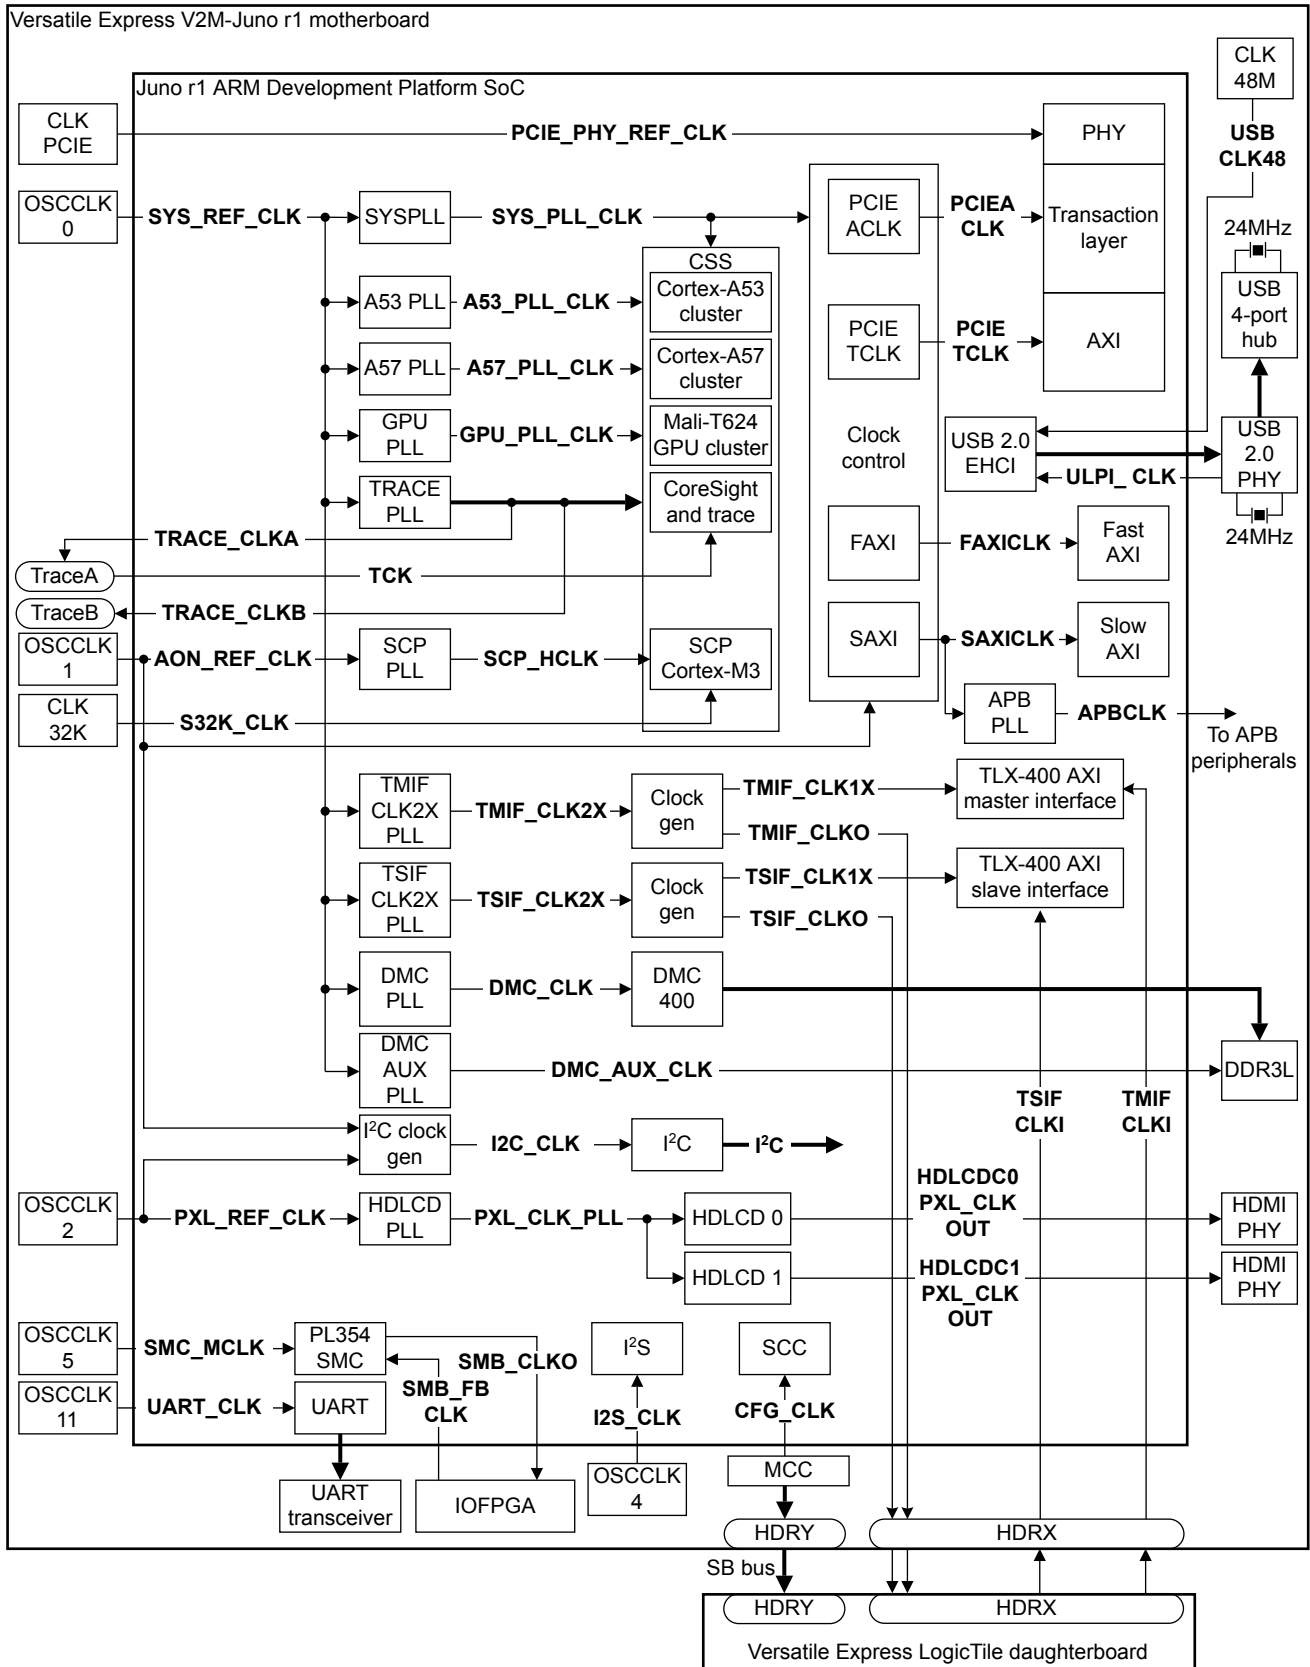 Versatile Express V2M-Juno r1 motherboard
CLK
48M
USB
CLK48
Juno r1 ARM Development Platform SoC
CLK
PCIE
PCIE_PHY_REF_CLK
PHY
OSCCLK
0
SYS_REF_CLK
SYSPLL
SYS_PLL_CLK
PCIE
ACLK
PCIEA
CLK
Transaction
layer
24MHz
USB
4-port
hub
CSS
A53 PLL
A53_PLL_CLK
Cortex-A53
cluster
PCIE
TCLK
PCIE
TCLK
AXI
A57 PLL
A57_PLL_CLK
Cortex-A57
cluster
GPU
PLL
GPU_PLL_CLK
Mali-T624
GPU cluster
Clock
control
USB 2.0
EHCI
ULPI_ CLK
USB
2.0
PHY
24MHz
TRACE
PLL
CoreSight
and trace
TRACE_CLKA
FAXI
FAXICLK
Fast
AXI
TraceA
TCK
TraceB
TRACE_CLKB
OSCCLK
1
AON_REF_CLK
SCP
PLL
SCP_HCLK
SCP
Cortex-M3
SAXI
SAXICLK
Slow
AXI
CLK
32K
S32K_CLK
APB
PLL
APBCLK
To APB
peripherals
TMIF
CLK2X
PLL
TMIF_CLK2X
Clock
gen
TMIF_CLK1X
TMIF_CLKO
TLX-400 AXI
master interface
TSIF
CLK2X
PLL
TSIF_CLK2X
Clock
gen
TSIF_CLK1X
TSIF_CLKO
TLX-400 AXI
slave interface
DMC
PLL
DMC_CLK
DMC
400
DMC
AUX
PLL
DMC_AUX_CLK
DDR3L
TSIF
CLKI
TMIF
CLKI
I²C clock
gen
I2C_CLK
I²C
I²C
OSCCLK
2
PXL_REF_CLK
HDLCD
PLL
PXL_CLK_PLL
HDLCD 0
HDLCDC0
PXL_CLK
OUT
HDMI
PHY
HDLCD 1
HDLCDC1
PXL_CLK
OUT
HDMI
PHY
OSCCLK
5
SMC_MCLK
PL354
SMC
SMB_CLKO
SMB_FB
CLK
I²S
SCC
OSCCLK
11
UART_CLK
UART
I2S_CLK
CFG_CLK
UART
transceiver
IOFPGA
OSCCLK
4
MCC
HDRY
HDRX
SB bus
HDRY
HDRX
Versatile Express LogicTile daughterboard